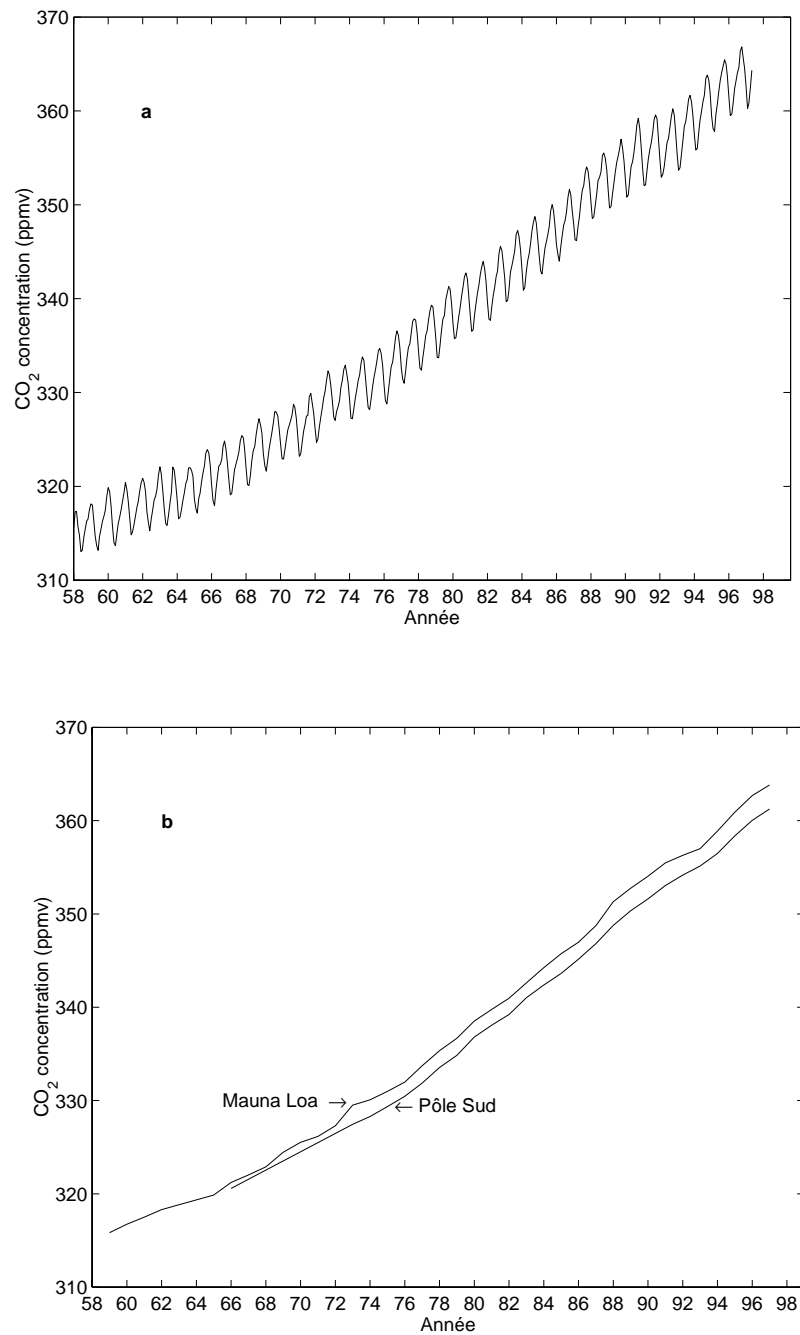 370
360
350
340
330
320
310
CO2 concentration (ppmv)
a
58 60 62 64 66 68 70 72 74 76 78 80 82 84 86 88 90 92 94 96 98
Année
370
360
350
340
330
320
310
CO2 concentration (ppmv)
b
Mauna Loa →
← Pôle Sud
58 60 62 64 66 68 70 72 74 76 78 80 82 84 86 88 90 92 94 96 98
Année